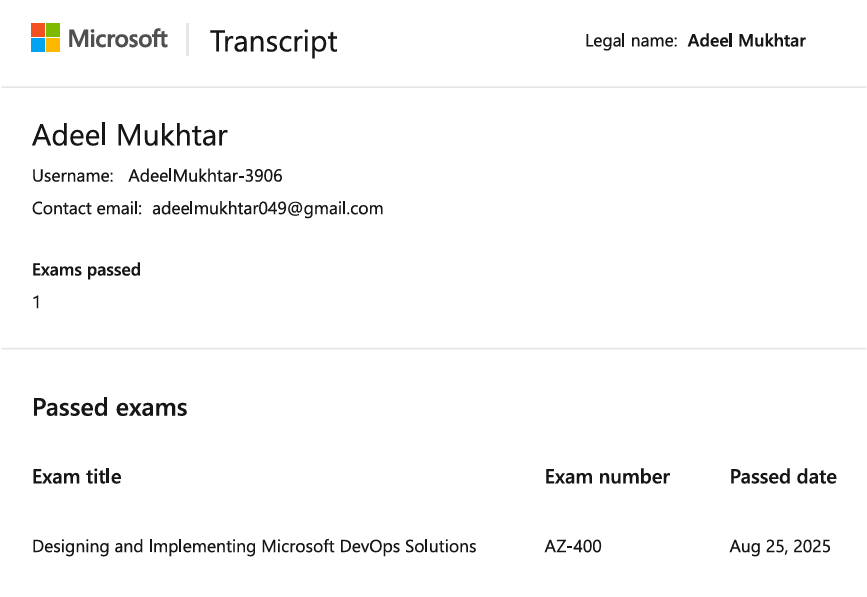 Microsoft Transcript Legal name: Adeel Mukhtar
Adeel Mukhtar
Username: AdeelMukhtar-3906
Contact email: adeelmukhtar049@gmail.com
Exams passed
1
Passed exams
Exam title Exam number Passed date
Designing and Implementing Microsoft DevOps Solutions AZ-400 Aug 25, 2025